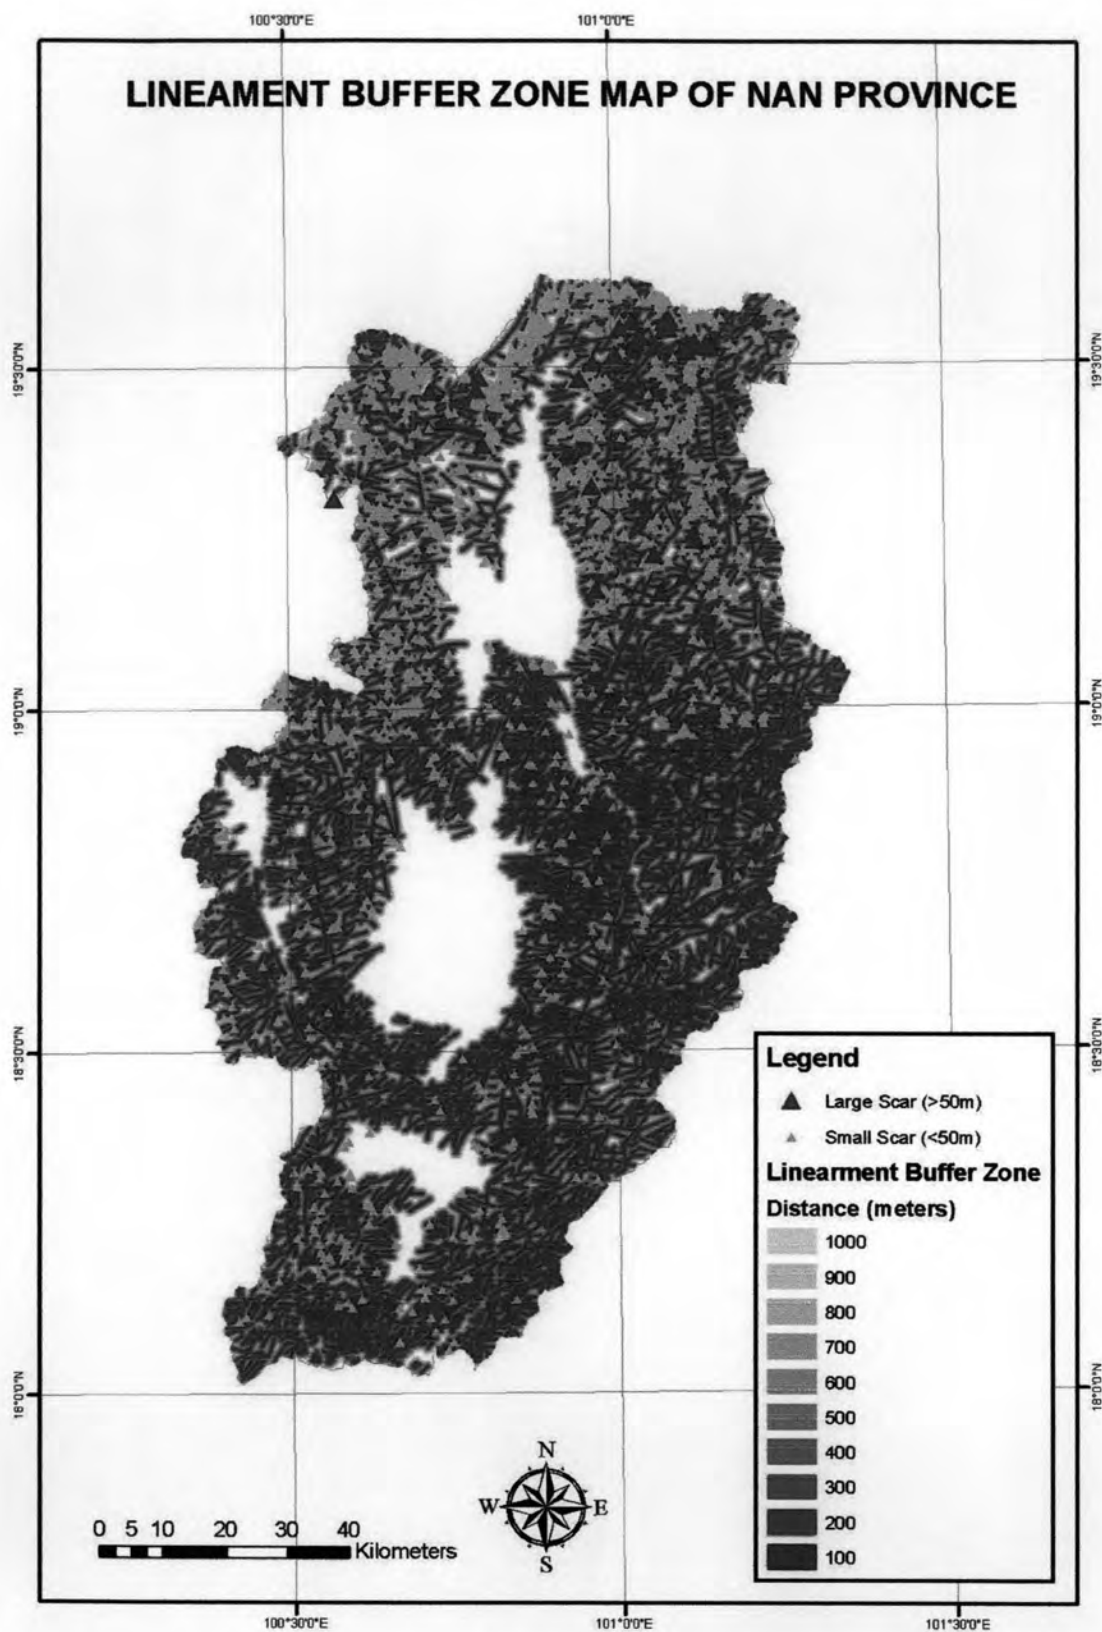 100°30'0"E
101°0'0"E
LINEAMENT BUFFER ZONE MAP OF NAN PROVINCE
19°30'0"N
19°30'0"N
19°0'0"N
19°0'0"N
18°30'0"N
18°30'0"N
Legend
Large Scar (>50m)
Small Scar (<50m)
Linearment Buffer Zone
Distance (meters)
1000
900
800
700
600
500
400
300
200
100
18°0'0"N
18°0'0"N
N
W
E
S
0 5 10 20 30 40
Kilometers
100°30'0"E
101°0'0"E
101°30'0"E